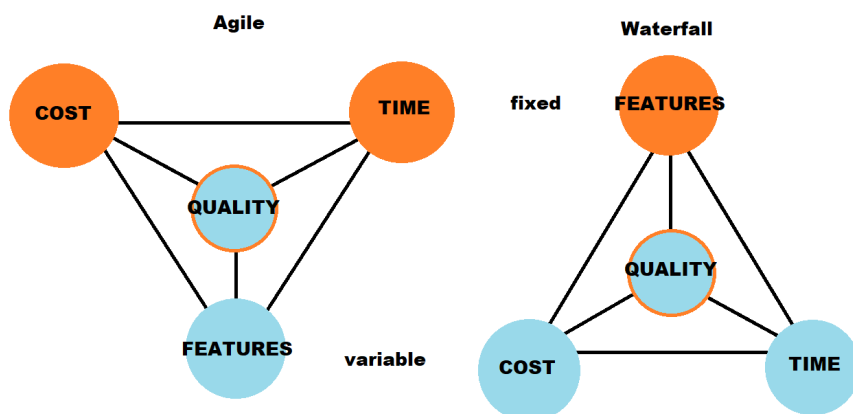 Agile
COST
TIME
QUALITY
FEATURES
variable
Waterfall
fixed
FEATURES
QUALITY
COST
TIME